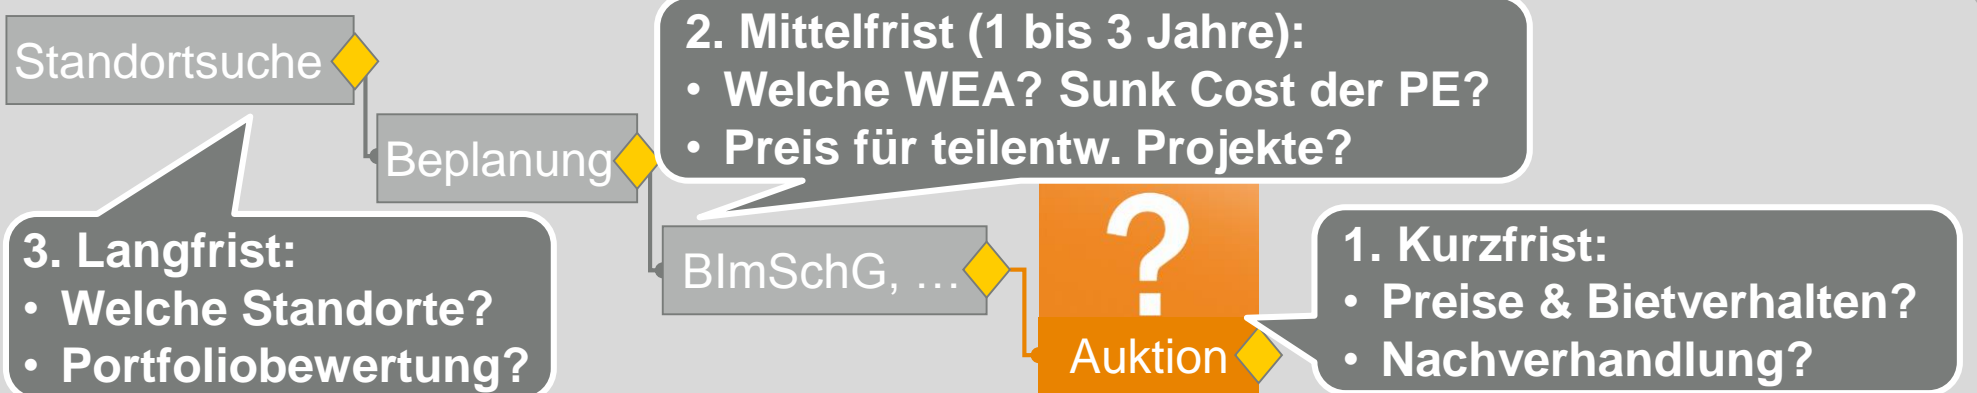 Standortsuche
Beplanung
BImSchG, …
?
Auktion
2. Mittelfrist (1 bis 3 Jahre):
• Welche WEA? Sunk Cost der PE?
• Preis für teilentw. Projekte?
3. Langfrist:
• Welche Standorte?
• Portfoliobewertung?
1. Kurzfrist:
• Preise & Bietverhalten?
• Nachverhandlung?